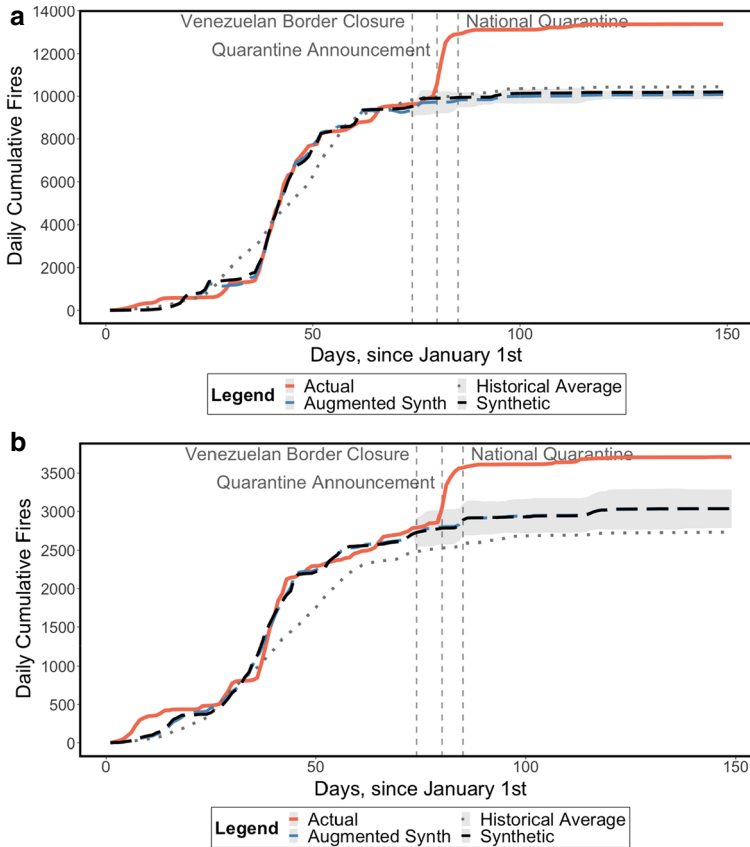 a
Venezuelan Border Closure
National Quarantine
Quarantine Announcement
14000
12000
10000
8000
6000
4000
2000
0
Daily Cumulative Fires
0
50
100
150
Days, since January 1st
Legend
Actual
Historical Average
Augmented Synth
Synthetic
b
Venezuelan Border Closure
National Quarantine
Quarantine Announcement
3500
3000
2500
2000
1500
1000
500
0
Daily Cumulative Fires
0
50
100
150
Days, since January 1st
Legend
Actual
Historical Average
Augmented Synth
Synthetic